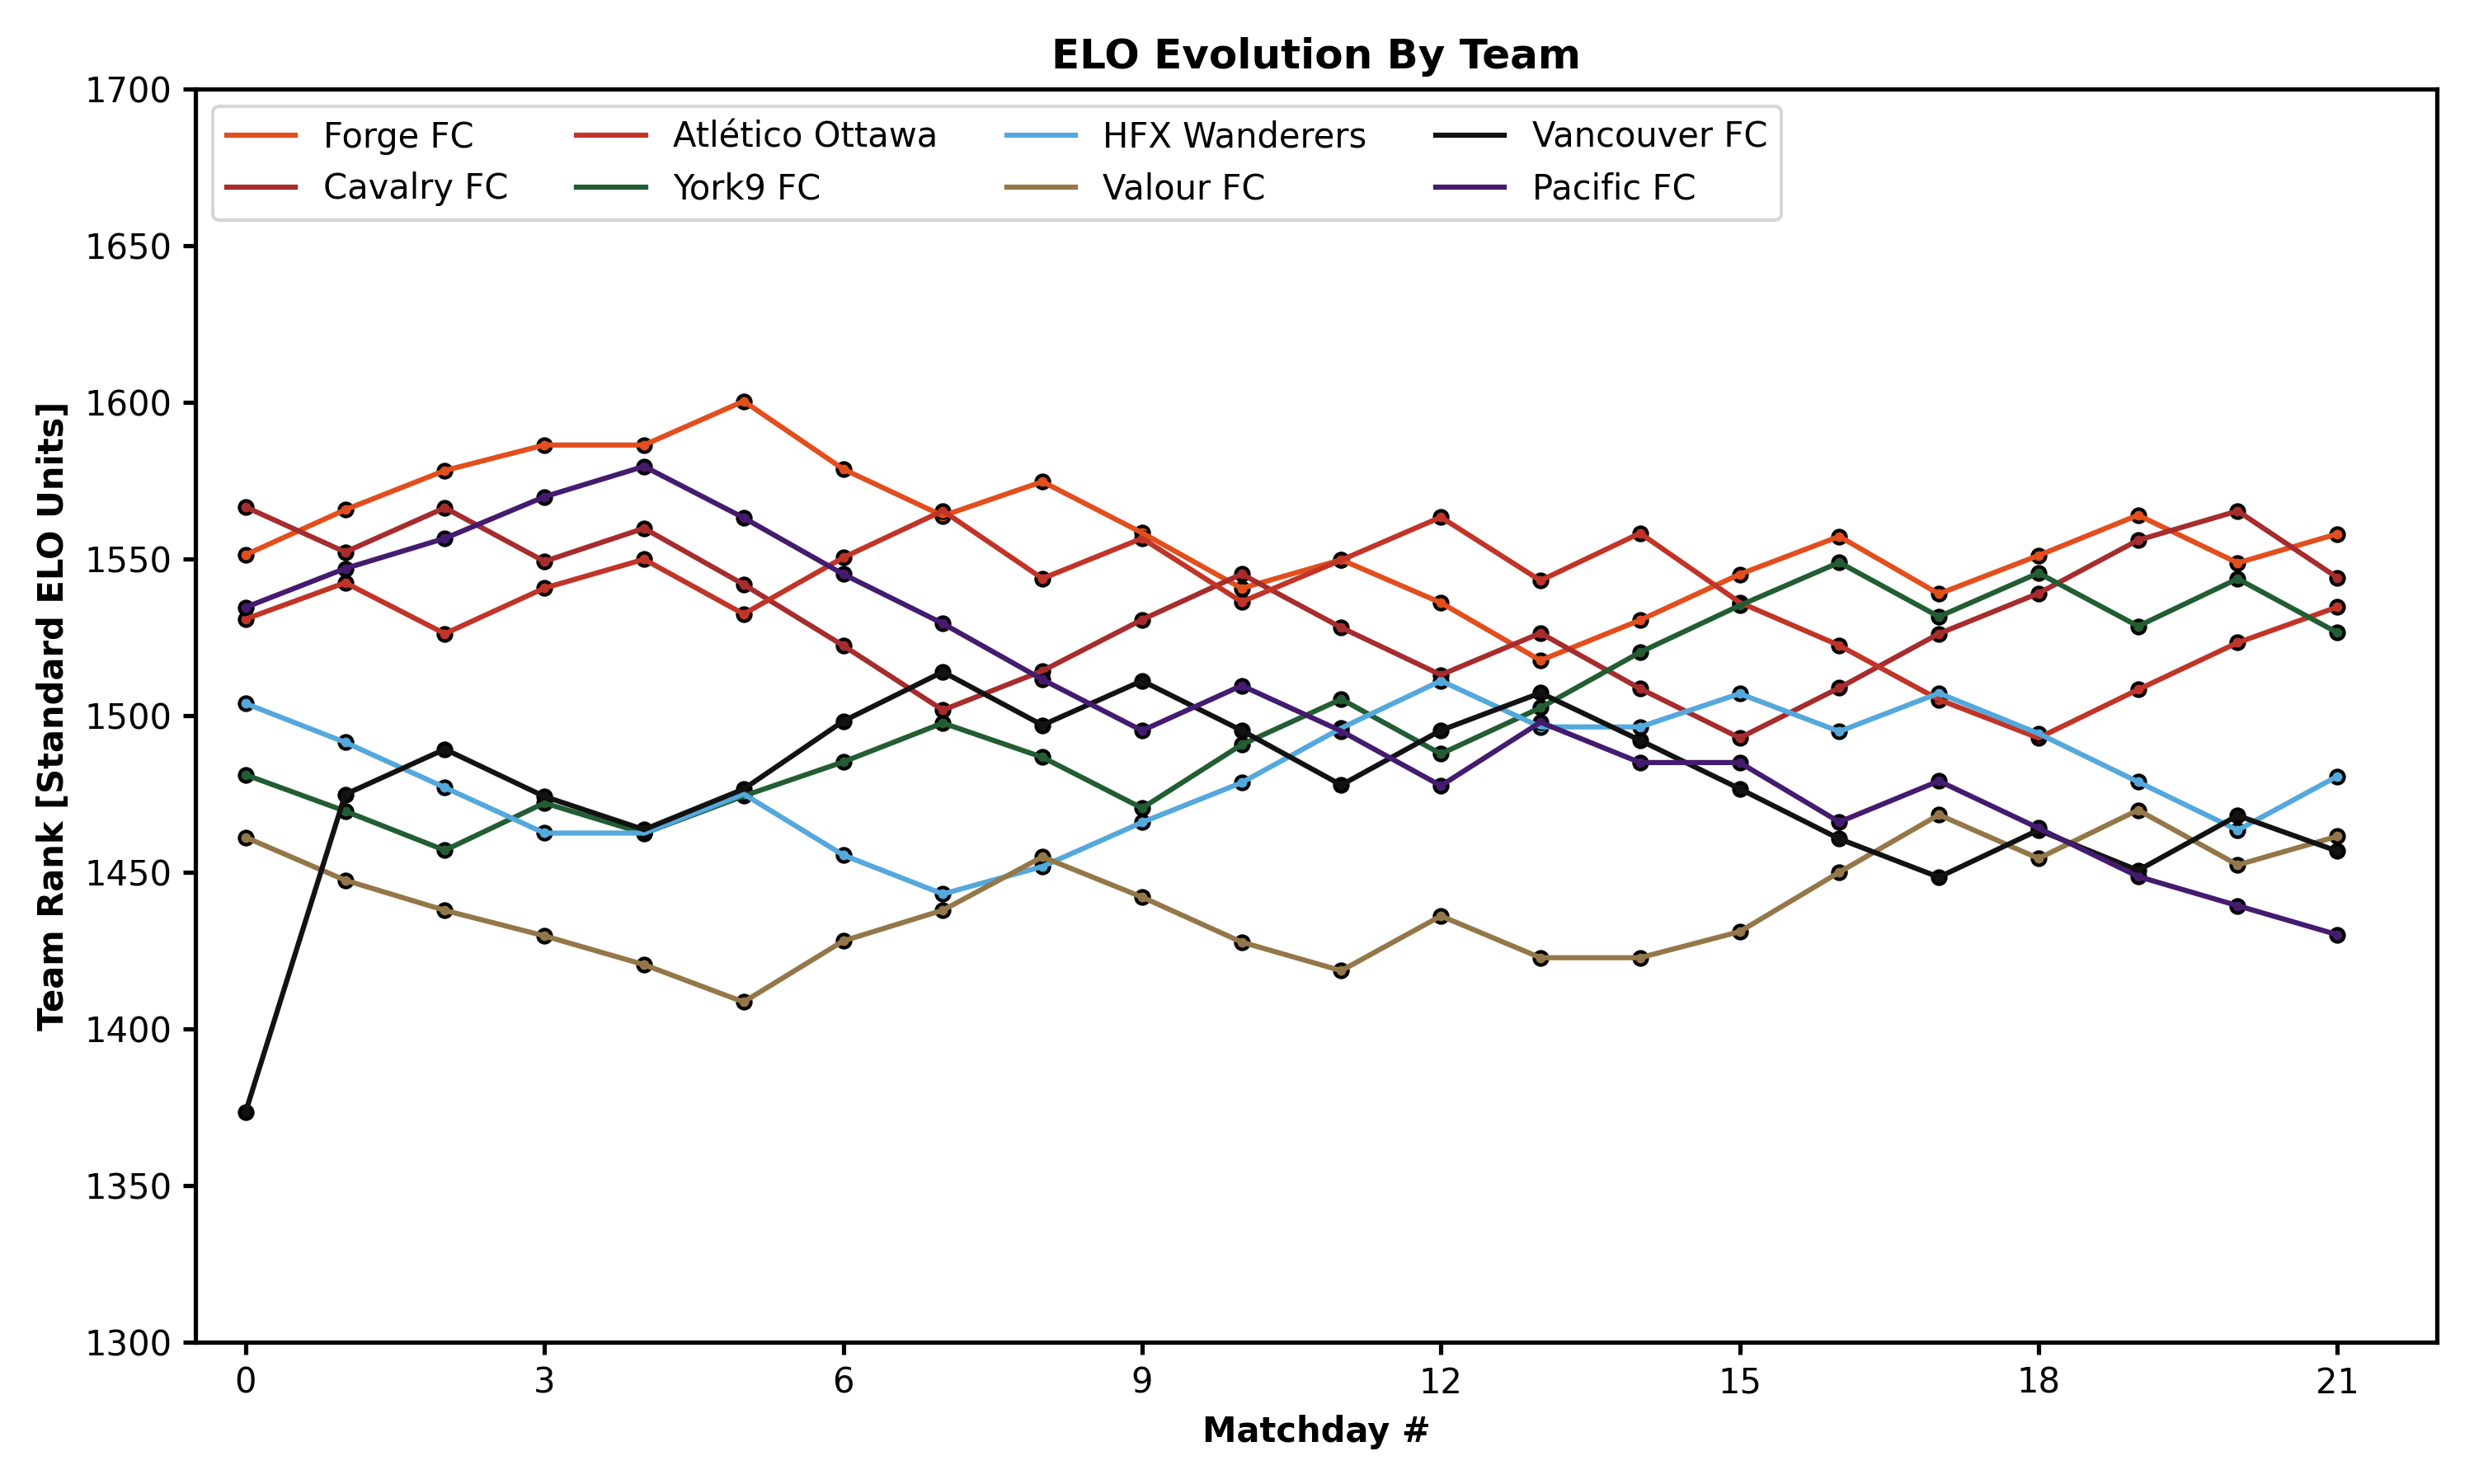 ELO Evolution By Team
Team Rank [Standard ELO Units]
1700
1650
1600
1550
1500
1450
1400
1350
1300
Forge FC Atlético Ottawa HFX Wanderers Vancouver FC
Cavalry FC York9 FC Valour FC Pacific FC
0 3 6 9 12 15 18 21
Matchday #